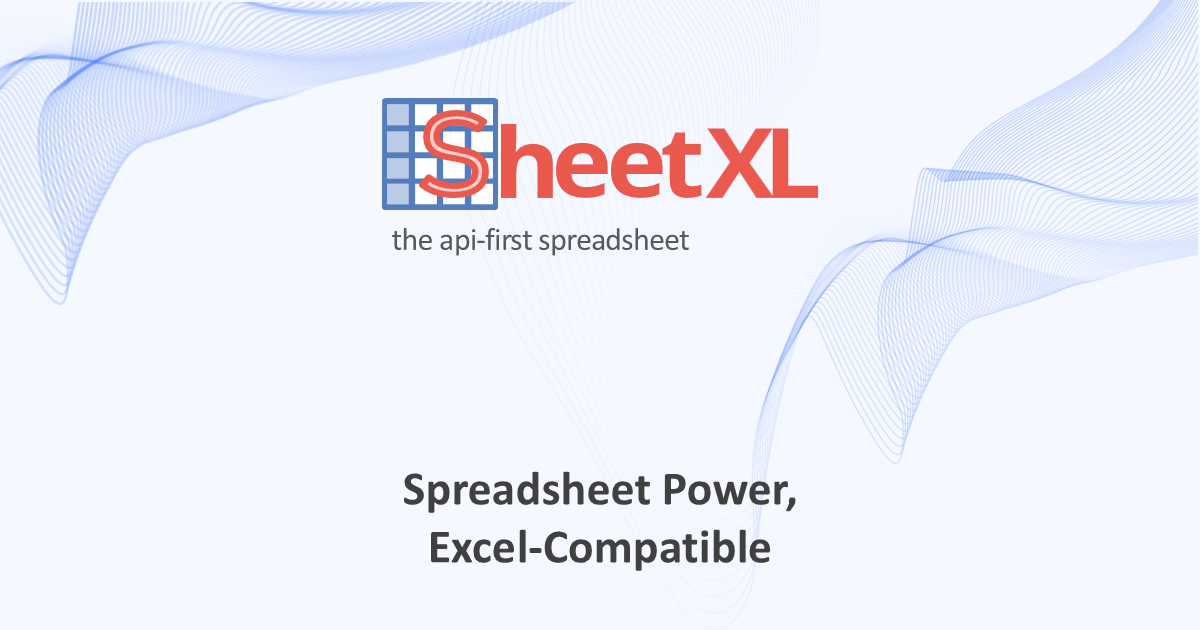 SheetXL
the api-first spreadsheet
Spreadsheet Power,
Excel-Compatible